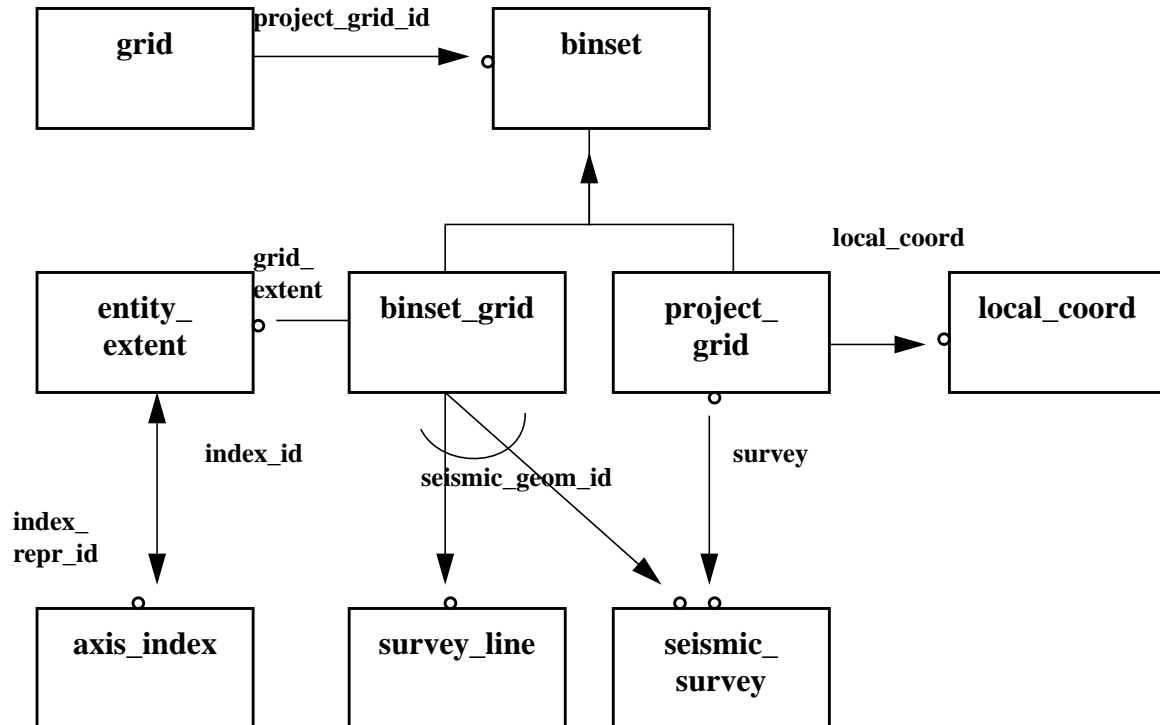 project_grid_id
grid
binset
local_coord
grid_
extent
entity_
extent
binset_grid
project_
grid
local_coord
index_id
survey
seismic_geom_id
index_
repr_id
axis_index
survey_line
seismic_
survey